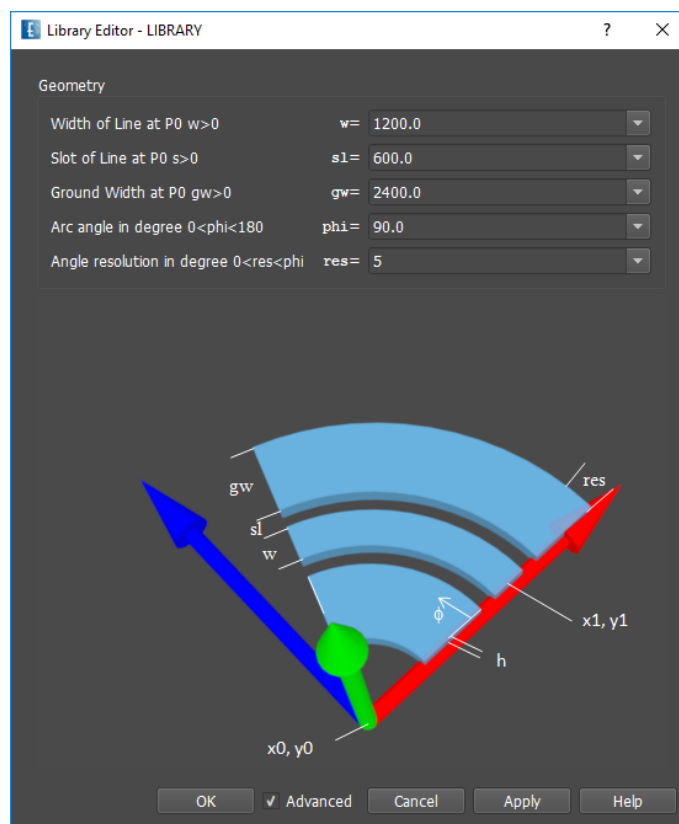 Library Editor - LIBRARY ? ✕
Geometry
Width of Line at P0 w>0 w= 1200.0
Slot of Line at P0 s>0 sl= 600.0
Ground Width at P0 gw>0 gw= 2400.0
Arc angle in degree 0<phi<180 phi= 90.0
Angle resolution in degree 0<res<phi res= 5
gw
res
sl
w
ϕ
x1, y1
h
x0, y0
OK Advanced Cancel Apply Help